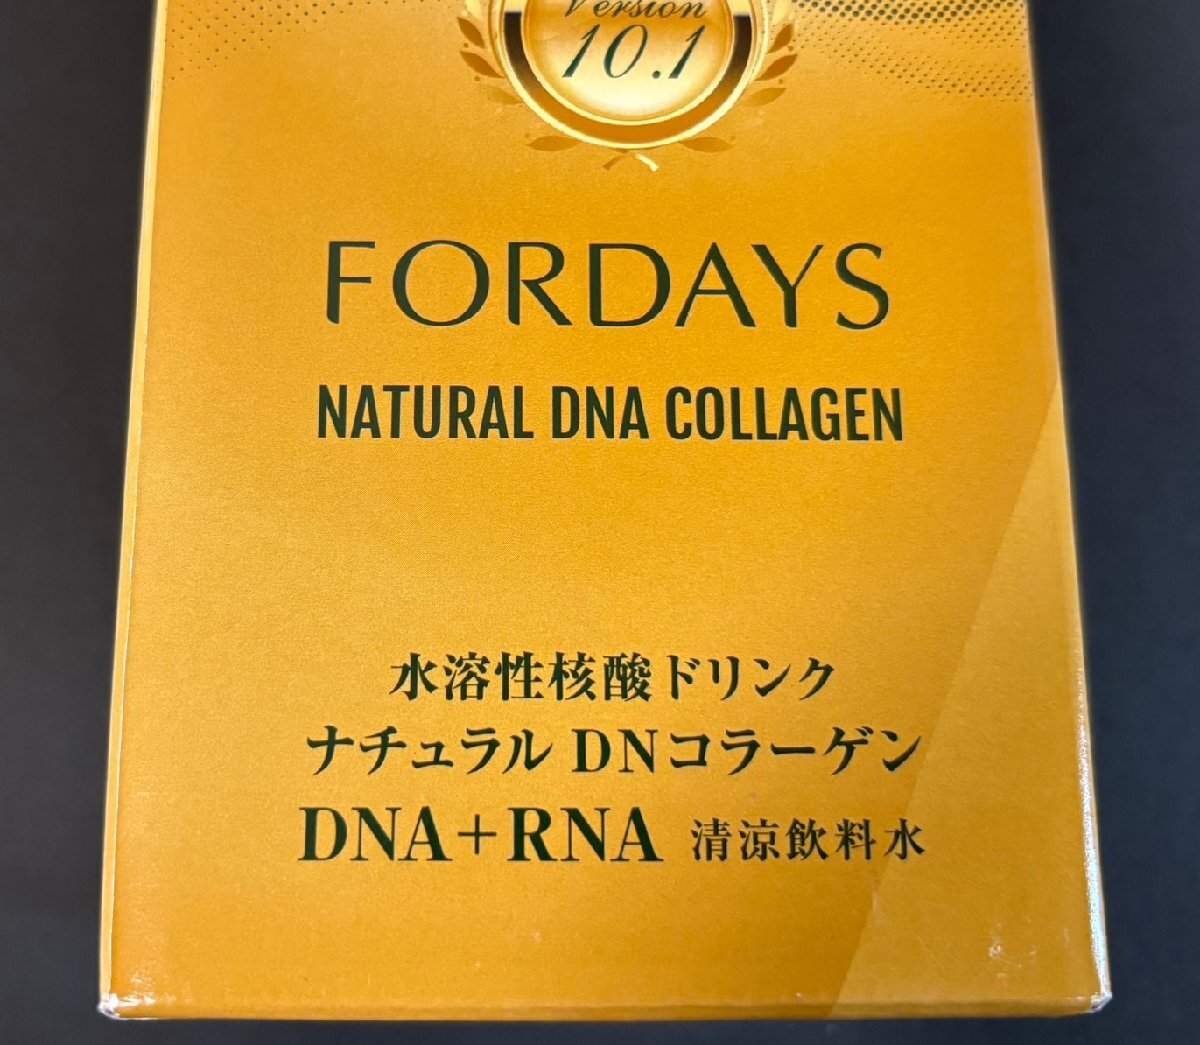 Version
10.1
FORDAYS
NATURAL DNA COLLAGEN
水溶性核酸ドリンク
ナチュラル DNコラーゲン
DNA+RNA 清涼飲料水